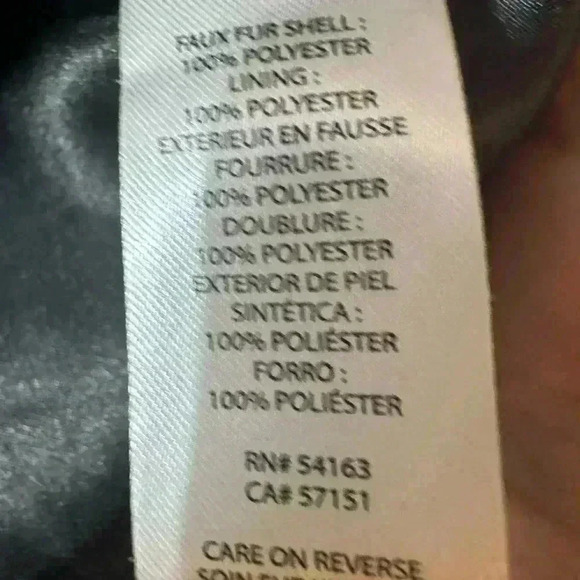 FAUX FUR SHELL :
100% POLYESTER
LINING :
100% POLYESTER
EXTERIEUR EN FAUSSE
FOURRURE :
100% POLYESTER
DOUBLURE :
100% POLYESTER
EXTERIOR DE PIEL
SINTÉTICA :
100% POLIÉSTER
FORRO :
100% POLIÉSTER
RN# 54163
CA# 57151
CARE ON REVERSE
SOIN